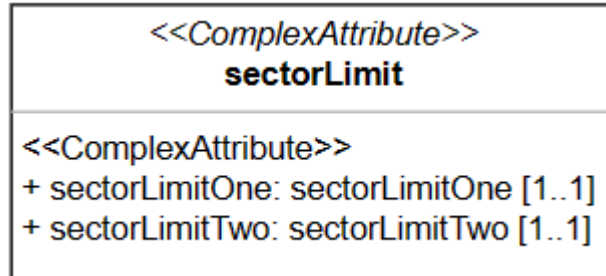 <<ComplexAttribute>>
sectorLimit
<<ComplexAttribute>>
+ sectorLimitOne: sectorLimitOne [1..1]
+ sectorLimitTwo: sectorLimitTwo [1..1]